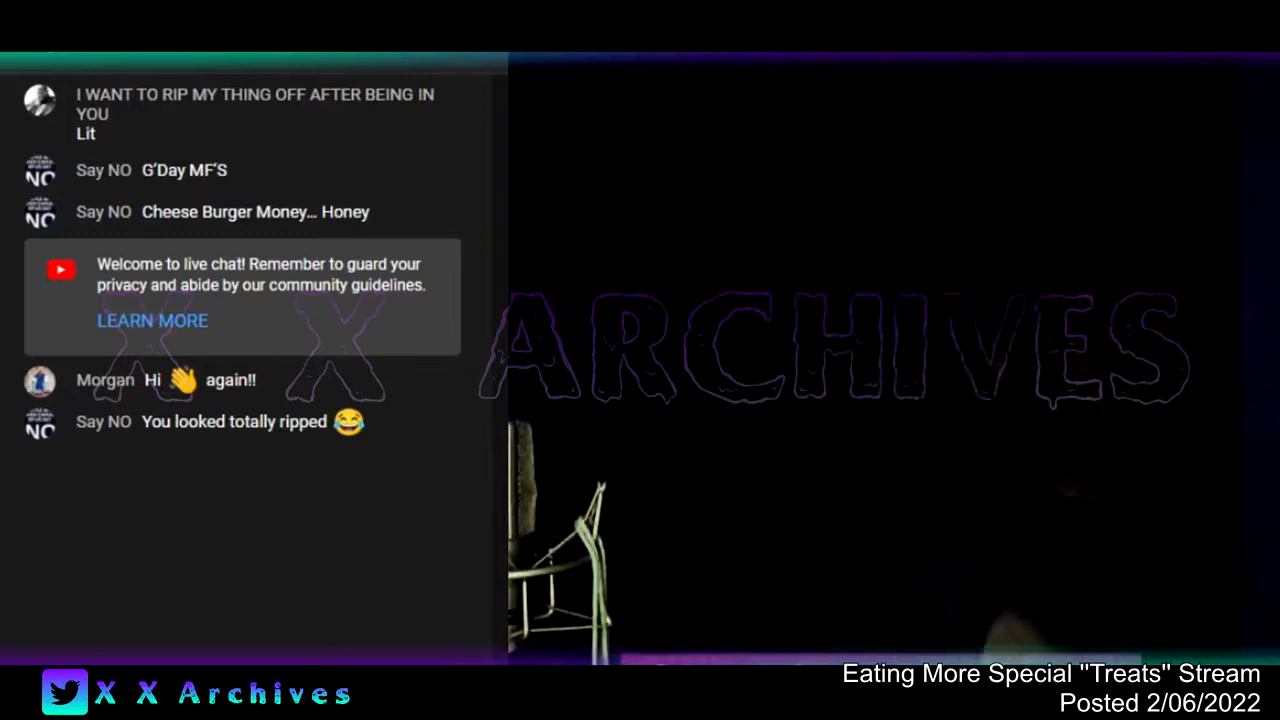 I WANT TO RIP MY THING OFF AFTER BEING IN
YOU
Lit
Say NO G'Day MF'S
Say NO Cheese Burger Money... Honey
Welcome to live chat! Remember to guard your
privacy and abide by our community guidelines.
LEARN MORE
X X ARCHIVES
Morgan Hi 👋 again!!
Say NO You looked totally ripped 😂
X X Archives
Eating More Special "Treats" Stream
Posted 2/06/2022